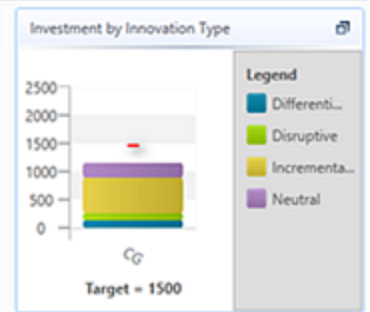 Investment by Innovation Type
Legend
Differenti...
Disruptive
Incrementa...
Neutral
2500
2000
1500
1000
500
0
CG
Target = 1500